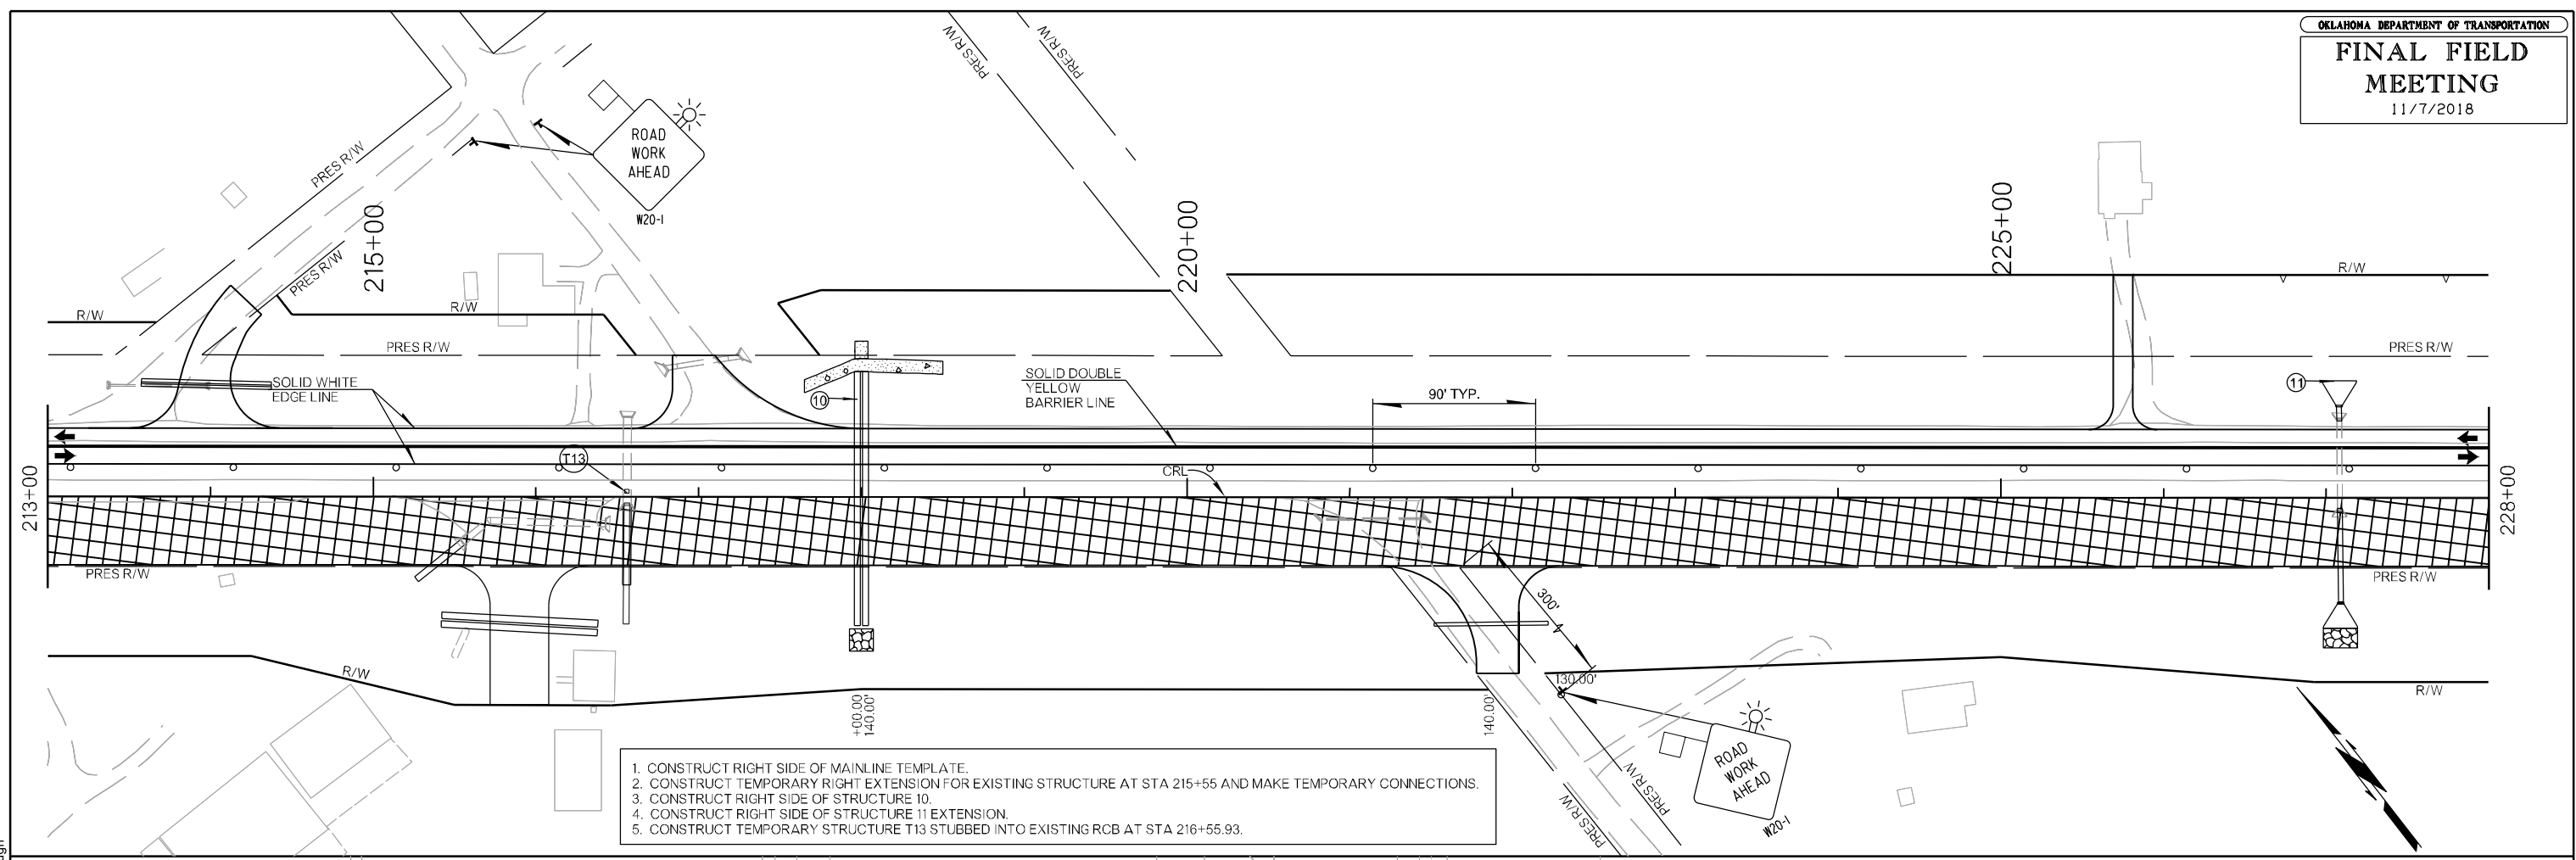 OKLAHOMA DEPARTMENT OF TRANSPORTATION
FINAL FIELD
MEETING
11/7/2018
PRES R/W
PRES R/W
ROAD
WORK
AHEAD
W20-1
PRES R/W
PRES R/W
215+00
220+00
225+00
R/W
R/W
R/W
PRES R/W
PRES R/W
SOLID WHITE
EDGE LINE
10
SOLID DOUBLE
YELLOW
BARRIER LINE
90' TYP.
11
T13
CRL
213+00
228+00
PRES R/W
PRES R/W
300'
R/W
130.00'
R/W
+00.00
140.00'
140.00'
PRES R/W
PRES R/W
ROAD
WORK
AHEAD
W20-1
1. CONSTRUCT RIGHT SIDE OF MAINLINE TEMPLATE.
2. CONSTRUCT TEMPORARY RIGHT EXTENSION FOR EXISTING STRUCTURE AT STA 215+55 AND MAKE TEMPORARY CONNECTIONS.
3. CONSTRUCT RIGHT SIDE OF STRUCTURE 10.
4. CONSTRUCT RIGHT SIDE OF STRUCTURE 11 EXTENSION.
5. CONSTRUCT TEMPORARY STRUCTURE T13 STUBBED INTO EXISTING RCB AT STA 216+55.93.